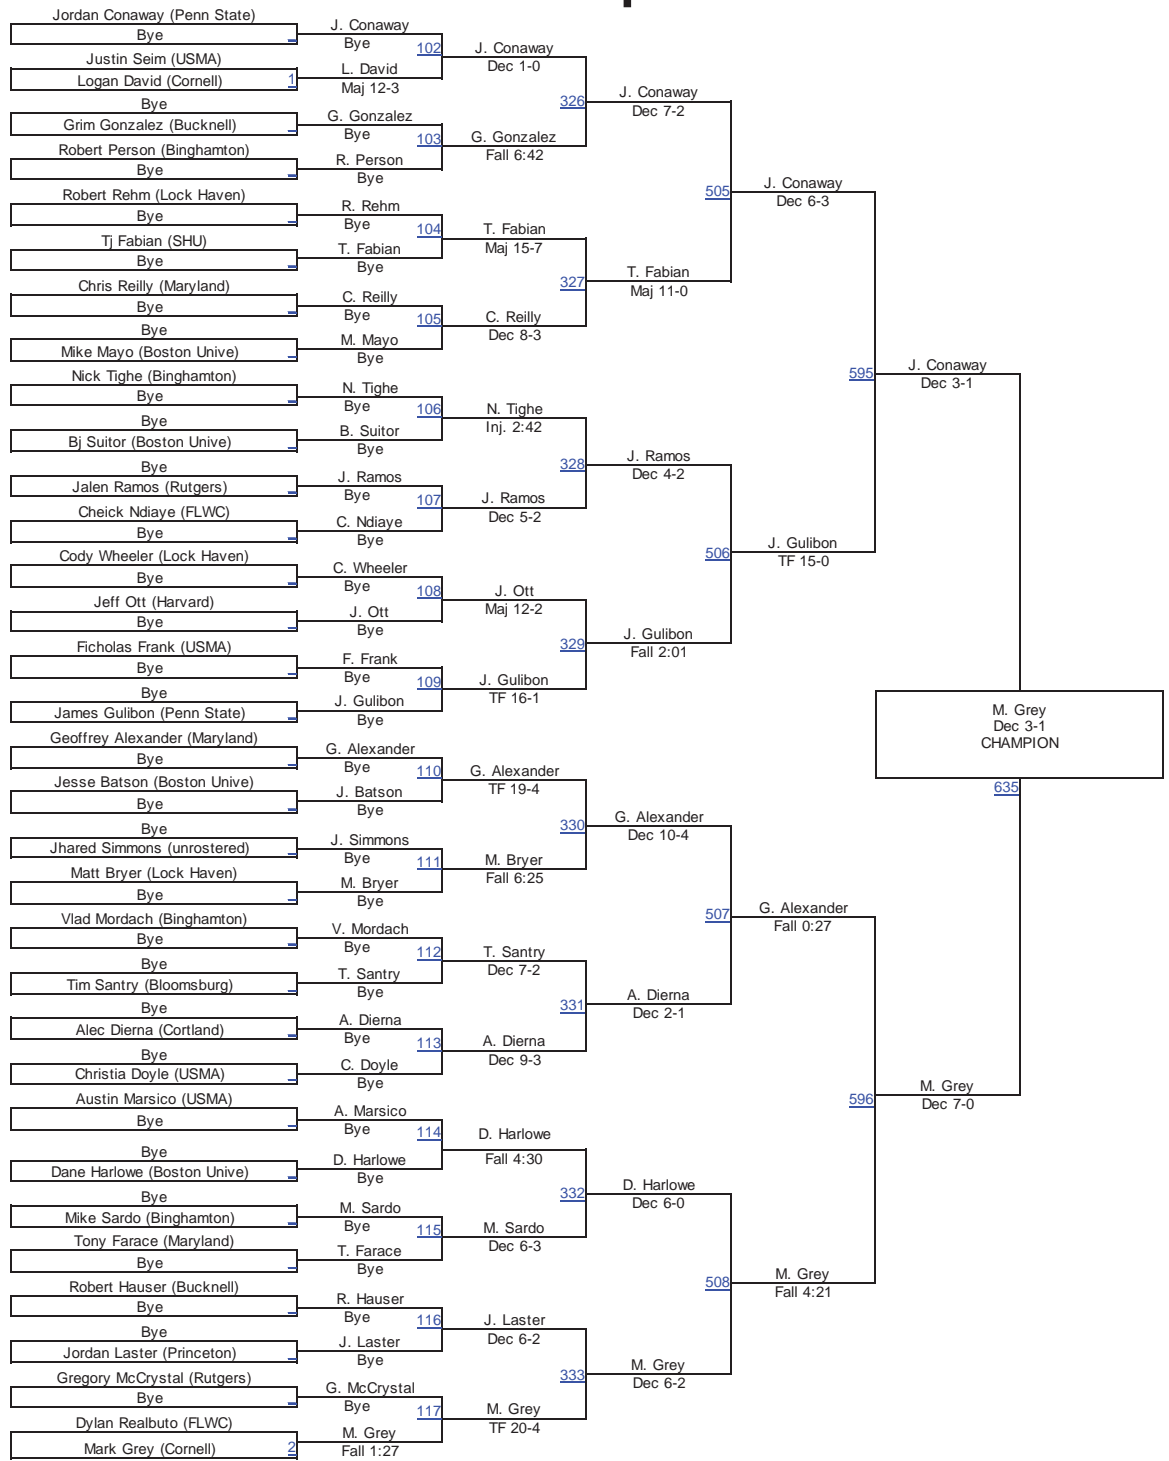 Jordan Conaway (Penn State)
Bye
Justin Seim (USMA)
Logan David (Cornell) 1
Bye
Grim Gonzalez (Bucknell)
Robert Person (Binghamton)
Bye
Robert Rehm (Lock Haven)
Bye
Tj Fabian (SHU)
Bye
Chris Reilly (Maryland)
Bye
Bye
Mike Mayo (Boston Unive)
Nick Tighe (Binghamton)
Bye
Bye
Bj Suitor (Boston Unive)
Bye
Jalen Ramos (Rutgers)
Cheick Ndiaye (FLWC)
Bye
Cody Wheeler (Lock Haven)
Bye
Jeff Ott (Harvard)
Bye
Ficholas Frank (USMA)
Bye
Bye
James Gulibon (Penn State)
Geoffrey Alexander (Maryland)
Bye
Jesse Batson (Boston Unive)
Bye
Bye
Jhared Simmons (unrostered)
Matt Bryer (Lock Haven)
Bye
Vlad Mordach (Binghamton)
Bye
Bye
Tim Santry (Bloomsburg)
Bye
Alec Dierna (Cortland)
Bye
Christia Doyle (USMA)
Austin Marsico (USMA)
Bye
Bye
Dane Harlowe (Boston Unive)
Bye
Mike Sardo (Binghamton)
Tony Farace (Maryland)
Bye
Robert Hauser (Bucknell)
Bye
Bye
Jordan Laster (Princeton)
Gregory McCrystal (Rutgers)
Bye
Dylan Realbuto (FLWC)
Mark Grey (Cornell) 2
J. Conaway
Bye
102
L. David
Maj 12-3
G. Gonzalez
Bye
103
R. Person
Bye
R. Rehm
Bye
104
T. Fabian
Bye
C. Reilly
Bye
105
M. Mayo
Bye
N. Tighe
Bye
106
B. Suitor
Bye
J. Ramos
Bye
107
C. Ndiaye
Bye
C. Wheeler
Bye
108
J. Ott
Bye
F. Frank
Bye
109
J. Gulibon
Bye
G. Alexander
Bye
110
J. Batson
Bye
J. Simmons
Bye
111
M. Bryer
Bye
V. Mordach
Bye
112
T. Santry
Bye
A. Dierna
Bye
113
C. Doyle
Bye
A. Marsico
Bye
114
D. Harlowe
Bye
M. Sardo
Bye
115
T. Farace
Bye
R. Hauser
Bye
116
J. Laster
Bye
G. McCrystal
Bye
117
M. Grey
Fall 1:27
J. Conaway
Dec 1-0
326
G. Gonzalez
Fall 6:42
T. Fabian
Maj 15-7
327
C. Reilly
Dec 8-3
N. Tighe
Inj. 2:42
328
J. Ramos
Dec 5-2
J. Ott
Maj 12-2
329
J. Gulibon
TF 16-1
G. Alexander
TF 19-4
330
M. Bryer
Fall 6:25
T. Santry
Dec 7-2
331
A. Dierna
Dec 9-3
D. Harlowe
Fall 4:30
332
M. Sardo
Dec 6-3
J. Laster
Dec 6-2
333
M. Grey
TF 20-4
J. Conaway
Dec 7-2
505
T. Fabian
Maj 11-0
J. Ramos
Dec 4-2
506
J. Gulibon
Fall 2:01
G. Alexander
Dec 10-4
507
A. Dierna
Dec 2-1
D. Harlowe
Dec 6-0
508
M. Grey
Dec 6-2
J. Conaway
Dec 6-3
595
J. Gulibon
TF 15-0
G. Alexander
Fall 0:27
596
M. Grey
Fall 4:21
J. Conaway
Dec 3-1
M. Grey
Dec 3-1
CHAMPION
635
M. Grey
Dec 7-0